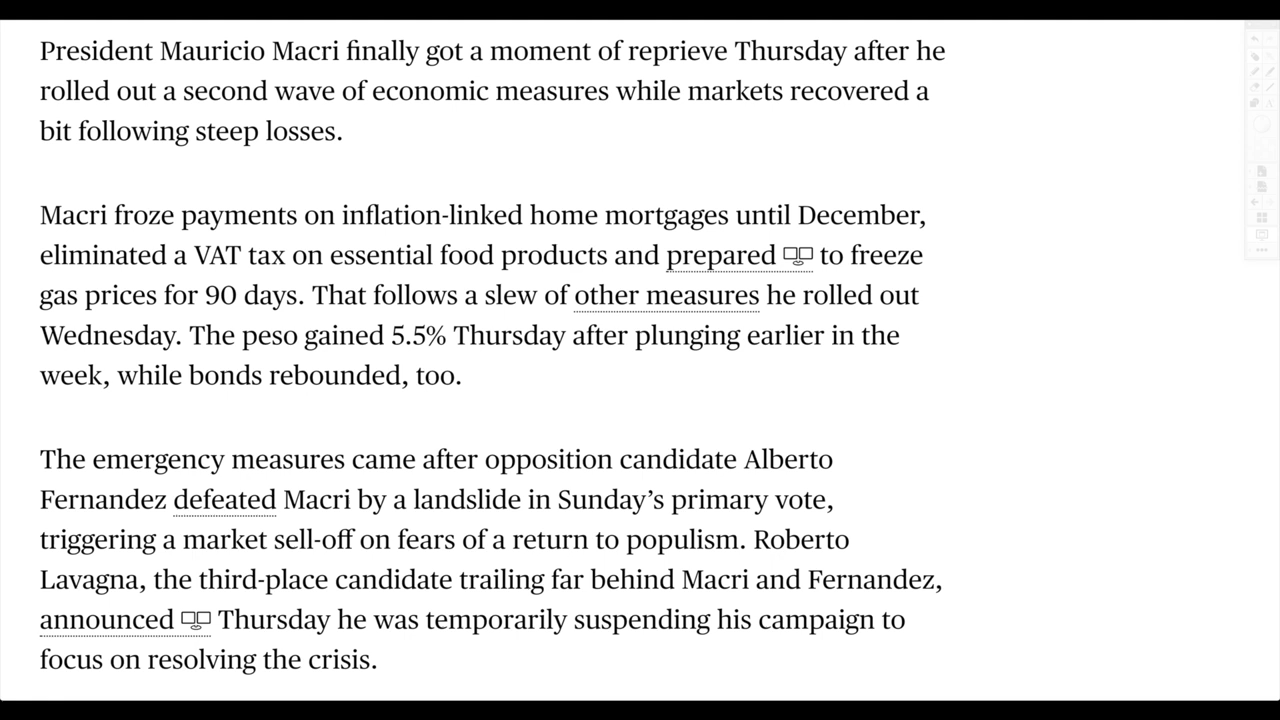 President Mauricio Macri finally got a moment of reprieve Thursday after he
rolled out a second wave of economic measures while markets recovered a
bit following steep losses.
Macri froze payments on inflation-linked home mortgages until December,
eliminated a VAT tax on essential food products and prepared to freeze
gas prices for 90 days. That follows a slew of other measures he rolled out
Wednesday. The peso gained 5.5% Thursday after plunging earlier in the
week, while bonds rebounded, too.
The emergency measures came after opposition candidate Alberto
Fernandez defeated Macri by a landslide in Sunday’s primary vote,
triggering a market sell-off on fears of a return to populism. Roberto
Lavagna, the third-place candidate trailing far behind Macri and Fernandez,
announced Thursday he was temporarily suspending his campaign to
focus on resolving the crisis.